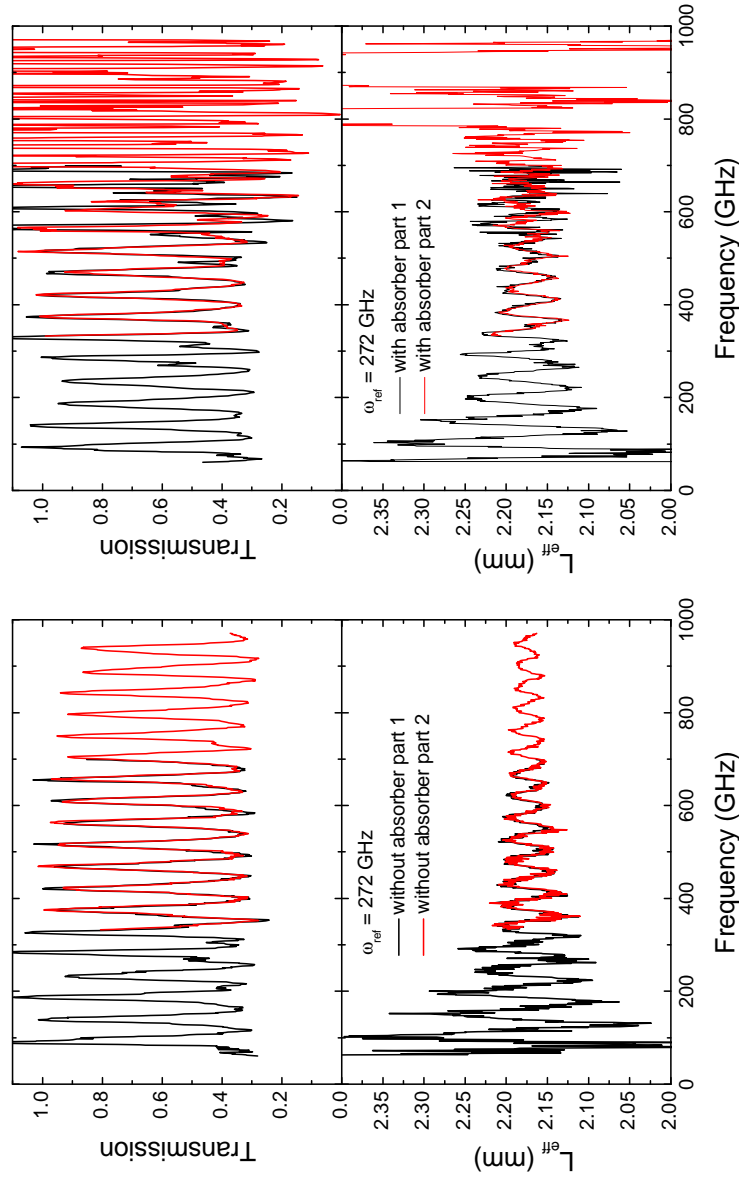 Transmission
1.0
0.8
0.6
0.4
0.2
0.0
L_eff (mm)
2.35
2.30
2.25
2.20
2.15
2.10
2.05
2.00
ω_ref = 272 GHz
without absorber part 1
without absorber part 2
0 200 400 600 800 1000
Frequency (GHz)
Transmission
1.0
0.8
0.6
0.4
0.2
0.0
L_eff (mm)
2.35
2.30
2.25
2.20
2.15
2.10
2.05
2.00
ω_ref = 272 GHz
with absorber part 1
with absorber part 2
0 200 400 600 800 1000
Frequency (GHz)